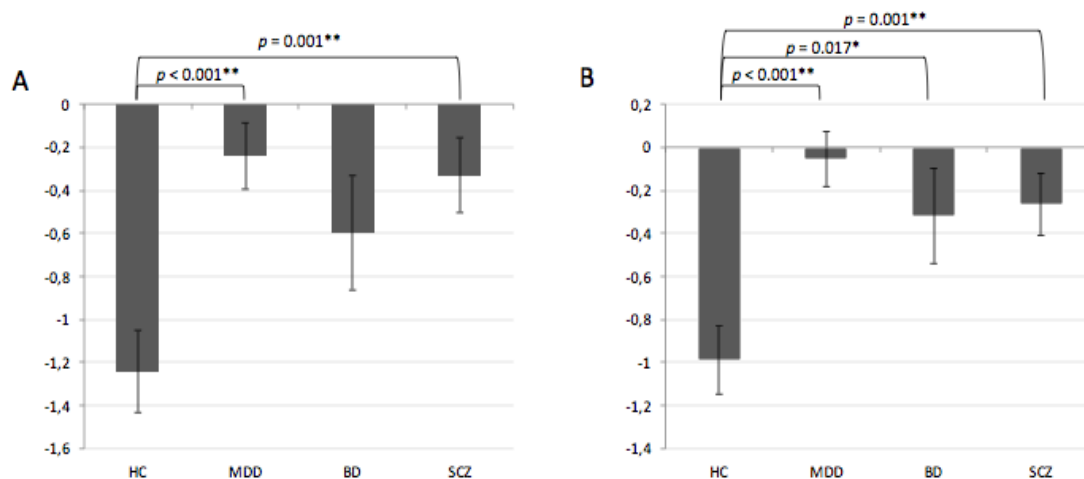 A
p = 0.001**
p < 0.001**
0
-0,2
-0,4
-0,6
-0,8
-1
-1,2
-1,4
-1,6
HC MDD BD SCZ
B
p = 0.001**
p = 0.017*
p < 0.001**
0,2
0
-0,2
-0,4
-0,6
-0,8
-1
-1,2
-1,4
HC MDD BD SCZ